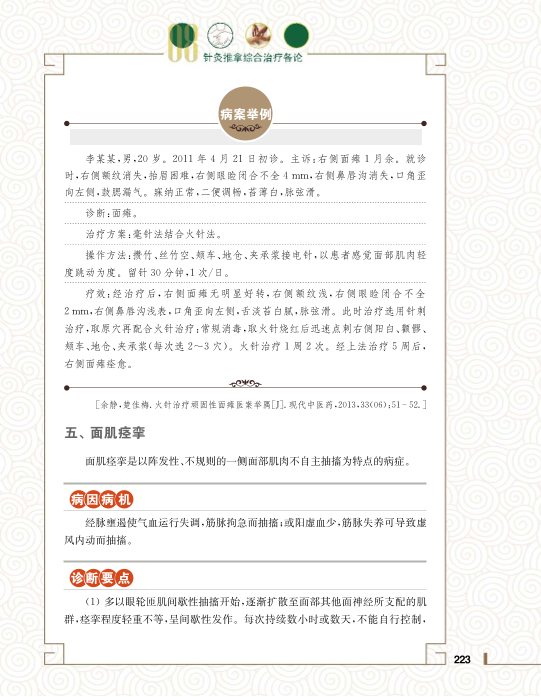 08
针灸推拿综合治疗备论
病案举例
李某某,男,20 岁。2011 年 4 月 21 日初诊。主诉:右侧面瘫 1 月余。就诊
时,右侧额纹消失,抬眉困难,右侧眼睑闭合不全 4 mm,右侧鼻唇沟消失,口角歪
向左侧,鼓腮漏气。寐纳正常,二便调畅,苔薄白,脉弦滑。
诊断:面瘫。
治疗方案:毫针法结合火针法。
操作方法:攒竹、丝竹空、颊车、地仓、夹承浆接电针,以患者感觉面部肌肉轻
度跳动为度。留针 30 分钟,1 次/日。
疗效:经治疗后,右侧面瘫无明显好转,右侧额纹浅,右侧眼睑闭合不全
2 mm,右侧鼻唇沟浅表,口角歪向左侧,舌淡苔白腻,脉弦滑。此时治疗选用针刺
治疗,取原穴再配合火针治疗:常规消毒,取火针烧红后迅速点刺右侧阳白、颧髎、
颊车、地仓、夹承浆(每次选 2～3 穴)。火针治疗 1 周 2 次。经上法治疗 5 周后,
右侧面瘫痊愈。
[余静,楚佳梅.火针治疗顽固性面瘫医案举隅[J].现代中医药,2013,33(06):51-52.]
五、面肌痉挛
面肌痉挛是以阵发性、不规则的一侧面部肌肉不自主抽搐为特点的病症。
病因病机
经脉壅遏使气血运行失调,筋脉拘急而抽搐;或阳虚血少,筋脉失养可导致虚
风内动而抽搐。
诊断要点
(1) 多以眼轮匝肌间歇性抽搐开始,逐渐扩散至面部其他面神经所支配的肌
群,痉挛程度轻重不等,呈间歇性发作。每次持续数小时或数天,不能自行控制,
223